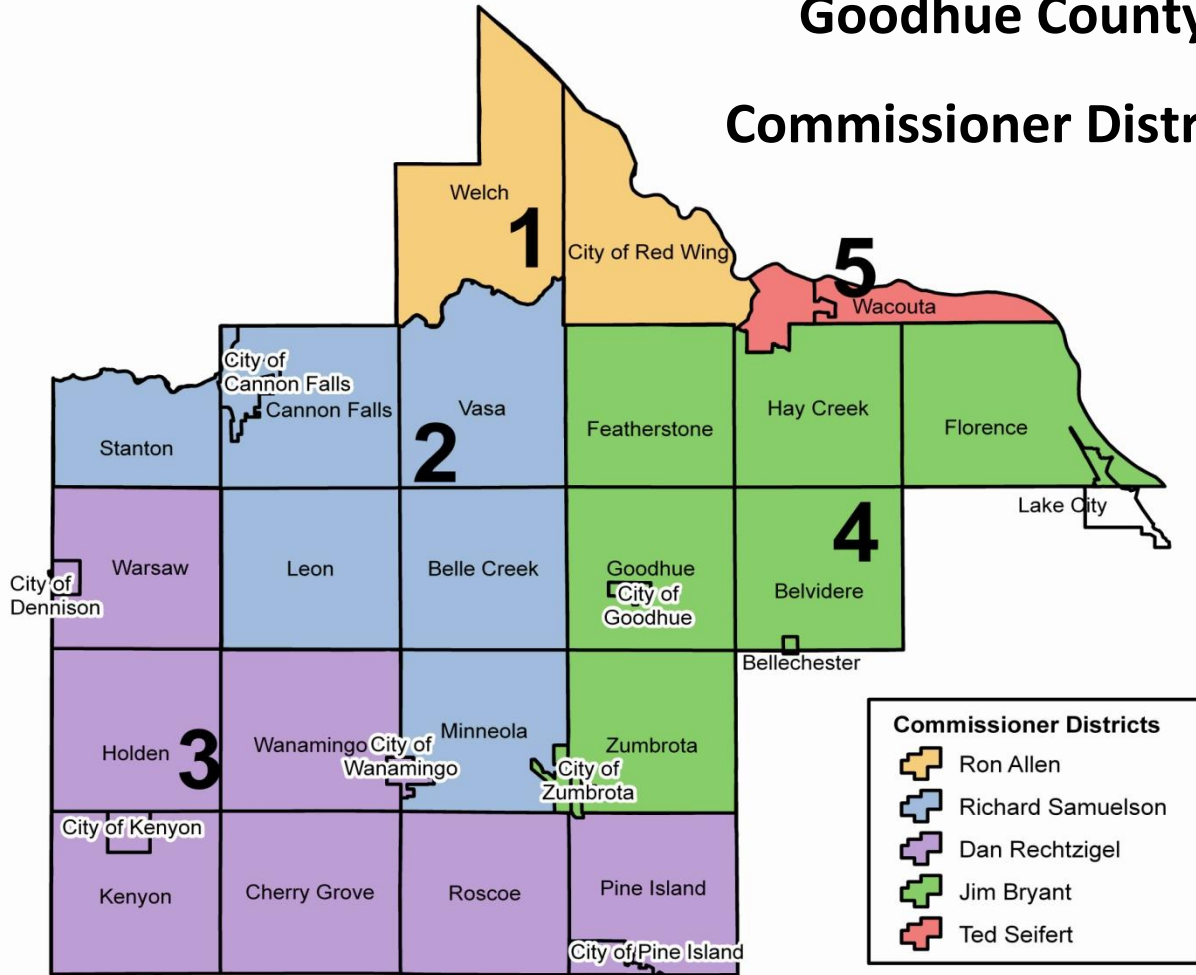 Goodhue County
Commissioner Distr
Welch
1
City of Red Wing
5
Wacouta
City of
Cannon Falls
Cannon Falls
Vasa
Hay Creek
Stanton
2
Featherstone
Florence
Lake City
4
Warsaw
Leon
Belle Creek
Goodhue
City of
Goodhue
Belvidere
City of
Dennison
Bellechester
Holden
3
Wanamingo
City of
Wanamingo
Minneola
Zumbrota
City of
Zumbrota
City of Kenyon
Kenyon
Cherry Grove
Roscoe
Pine Island
City of Pine Island
Commissioner Districts
Ron Allen
Richard Samuelson
Dan Rechtzigel
Jim Bryant
Ted Seifert